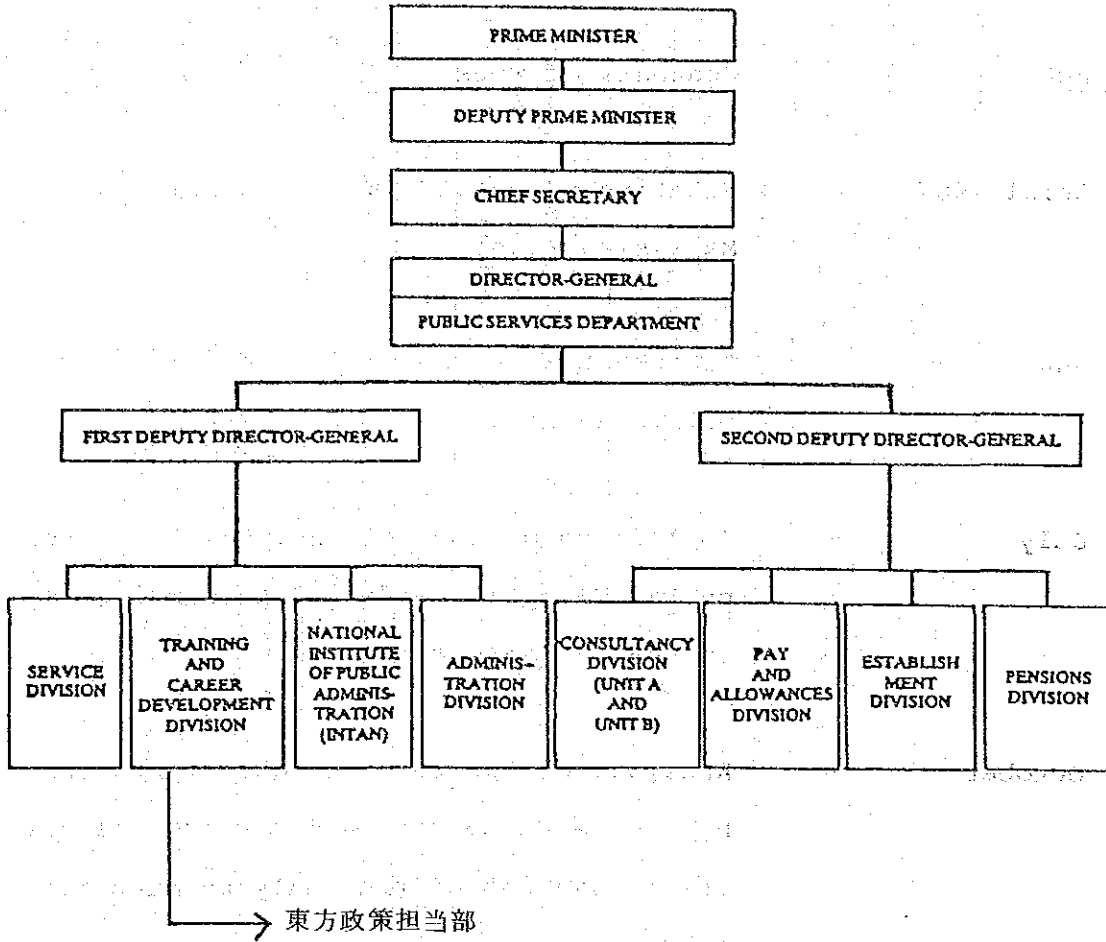 PRIME MINISTER
DEPUTY PRIME MINISTER
CHIEF SECRETARY
DIRECTOR-GENERAL
PUBLIC SERVICES DEPARTMENT
FIRST DEPUTY DIRECTOR-GENERAL
SECOND DEPUTY DIRECTOR-GENERAL
SERVICE
DIVISION
TRAINING
AND
CAREER
DEVELOPMENT
DIVISION
NATIONAL
INSTITUTE
OF PUBLIC
ADMINIS-
TRATION
(INTAN)
ADMINIS-
TRATION
DIVISION
CONSULTANCY
DIVISION
(UNIT A
AND
UNIT B)
PAY
AND
ALLOWANCES
DIVISION
ESTABLISH
MENT
DIVISION
PENSIONS
DIVISION
東方政策担当部